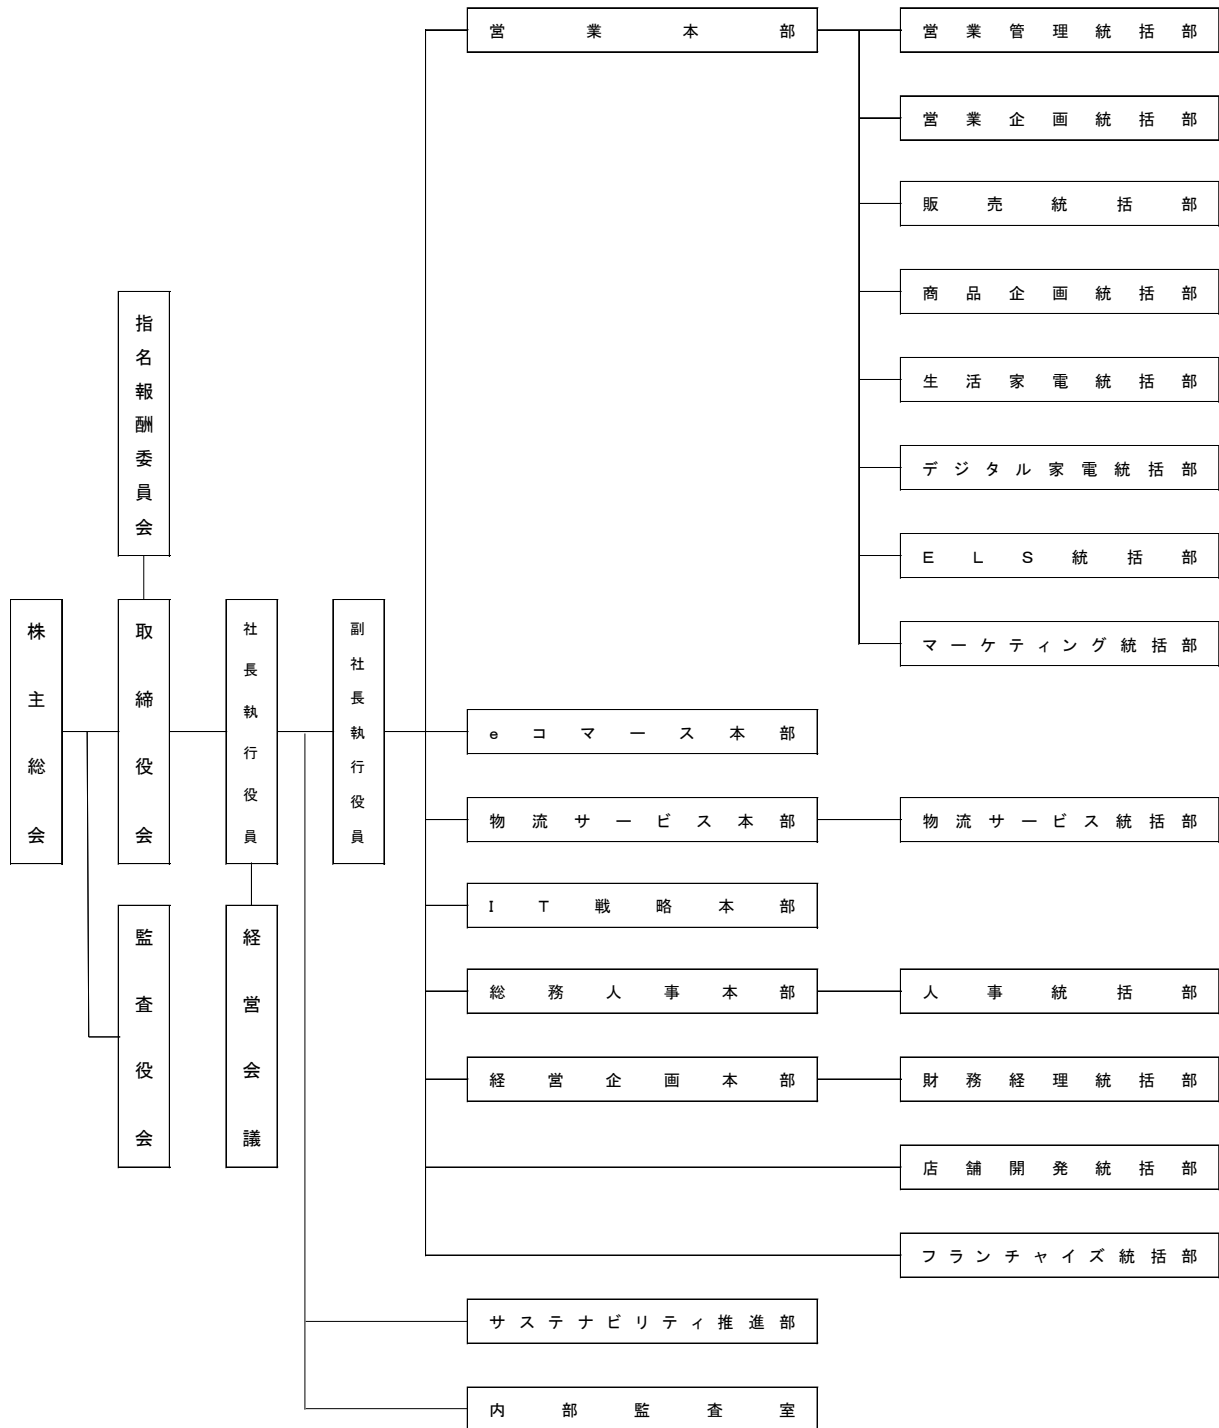 株主総会
指名報酬委員会
取締役会
監査役会
社長執行役員
経営会議
副社長執行役員
営業本部
営業管理統括部
営業企画統括部
販売統括部
商品企画統括部
生活家電統括部
デジタル家電統括部
ELS統括部
マーケティング統括部
eコマース本部
物流サービス本部
物流サービス統括部
IT戦略本部
総務人事本部
人事統括部
経営企画本部
財務経理統括部
店舗開発統括部
フランチャイズ統括部
サステナビリティ推進部
内部監査室